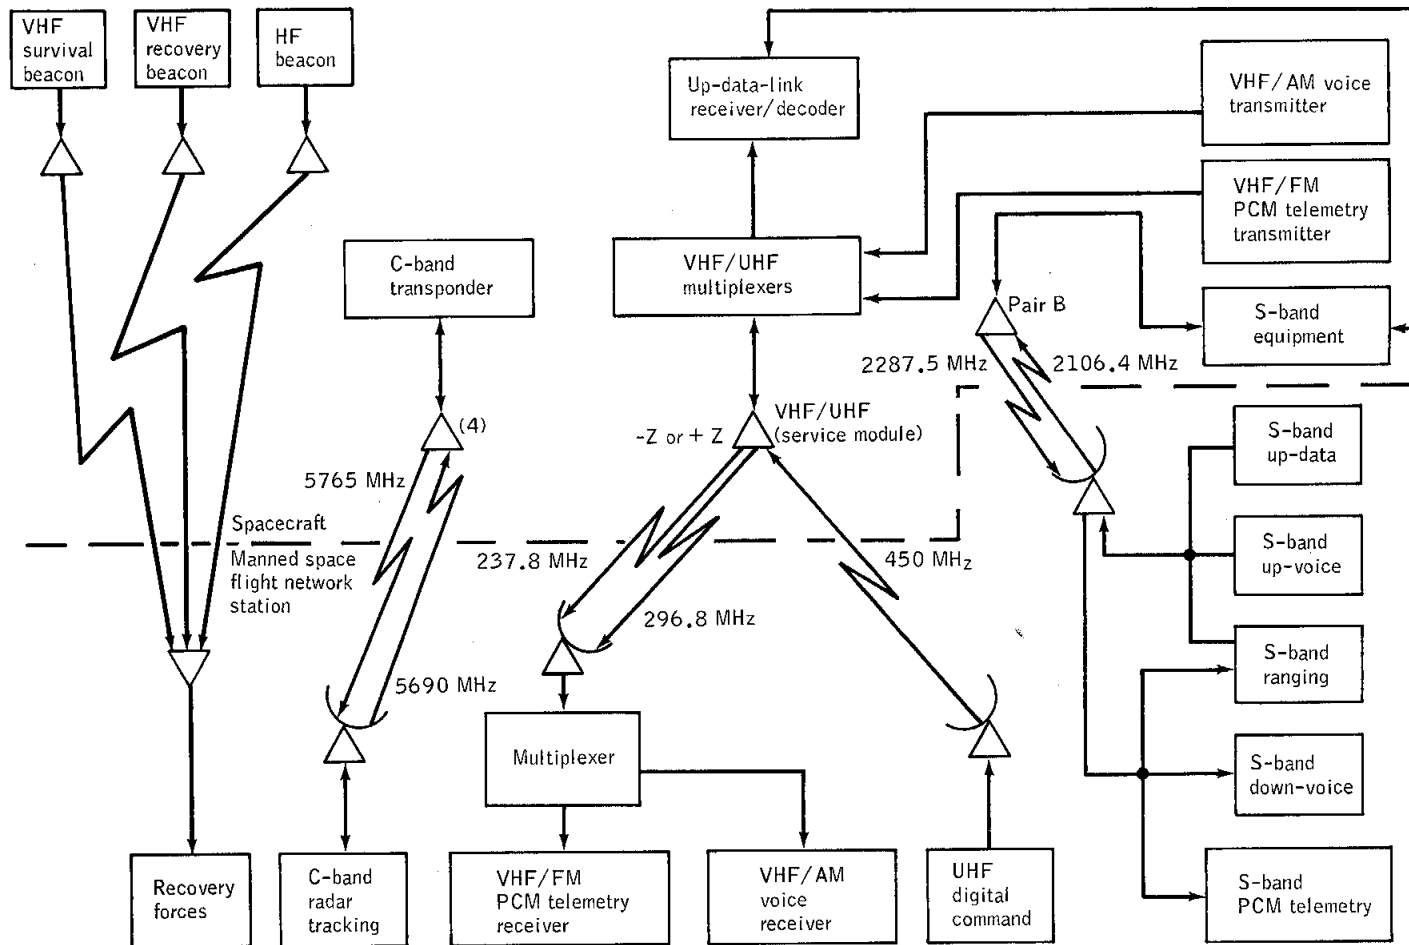 VHF
survival
beacon
VHF
recovery
beacon
HF
beacon
Up-data-link
receiver/decoder
VHF/AM voice
transmitter
VHF/FM
PCM telemetry
transmitter
C-band
transponder
VHF/UHF
multiplexers
Pair B
S-band
equipment
2287.5 MHz
2106.4 MHz
(4)
-Z or + Z
VHF/UHF
(service module)
S-band
up-data
5765 MHz
Spacecraft
Manned space
flight network
station
237.8 MHz
450 MHz
S-band
up-voice
296.8 MHz
S-band
ranging
5690 MHz
Multiplexer
S-band
down-voice
Recovery
forces
C-band
radar
tracking
VHF/FM
PCM telemetry
receiver
VHF/AM
voice
receiver
UHF
digital
command
S-band
PCM telemetry